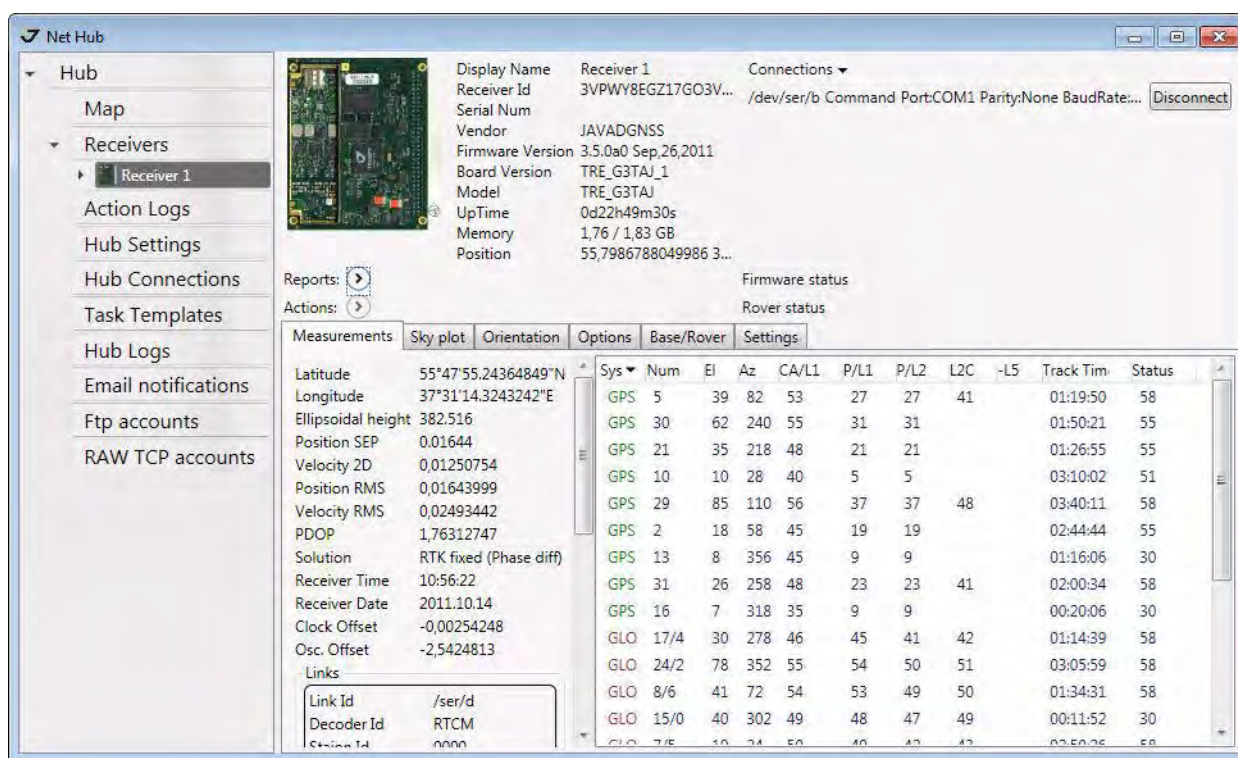 Net Hub
Hub
Map
Receivers
Receiver 1
Action Logs
Hub Settings
Hub Connections
Task Templates
Hub Logs
Email notifications
Ftp accounts
RAW TCP accounts
Display Name Receiver 1
Receiver Id 3VPWY8EGZ17GO3V...
Serial Num
Vendor JAVADGNSS
Firmware Version 3.5.0a0 Sep,26,2011
Board Version TRE_G3TAJ_1
Model TRE_G3TAJ
UpTime 0d22h49m30s
Memory 1,76 / 1,83 GB
Position 55,7986788049986 3...
Connections
/dev/ser/b Command Port:COM1 Parity:None BaudRate:... Disconnect
Reports:
Actions:
Firmware status
Rover status
Measurements Sky plot Orientation Options Base/Rover Settings
Latitude 55°47'55.24364849"N
Longitude 37°31'14.3243242"E
Ellipsoidal height 382.516
Position SEP 0.01644
Velocity 2D 0,01250754
Position RMS 0,01643999
Velocity RMS 0,02493442
PDOP 1,76312747
Solution RTK fixed (Phase diff)
Receiver Time 10:56:22
Receiver Date 2011.10.14
Clock Offset -0,00254248
Osc. Offset -2,5424813
Links
Link Id /ser/d
Decoder Id RTCM
Sys Num El Az CA/L1 P/L1 P/L2 L2C -L5 Track Tim Status
GPS 5 39 82 53 27 27 41 01:19:50 58
GPS 30 62 240 55 31 31 01:50:21 55
GPS 21 35 218 48 21 21 01:26:55 55
GPS 10 10 28 40 5 5 03:10:02 51
GPS 29 85 110 56 37 37 48 03:40:11 58
GPS 2 18 58 45 19 19 02:44:44 55
GPS 13 8 356 45 9 9 01:16:06 30
GPS 31 26 258 48 23 23 41 02:00:34 58
GPS 16 7 318 35 9 9 00:20:06 30
GLO 17/4 30 278 46 45 41 42 01:14:39 58
GLO 24/2 78 352 55 54 50 51 03:05:59 58
GLO 8/6 41 72 54 53 49 50 01:34:31 58
GLO 15/0 40 302 49 48 47 49 00:11:52 30